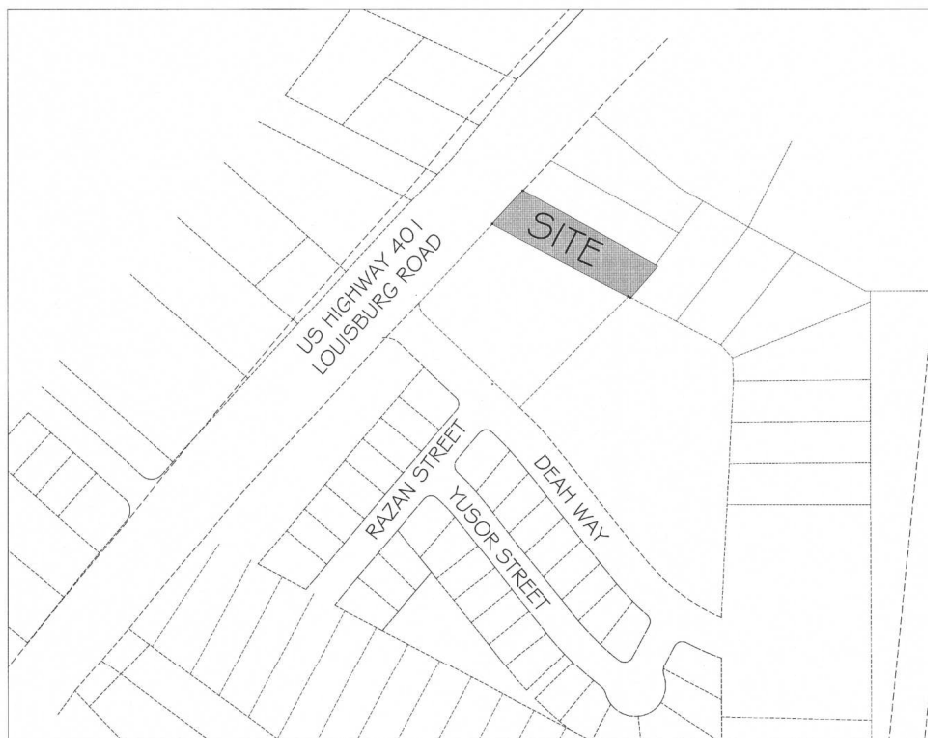 SITE
US HIGHWAY 401
LOUISBURG ROAD
RAZAN STREET
YUSOR STREET
DEAH WAY